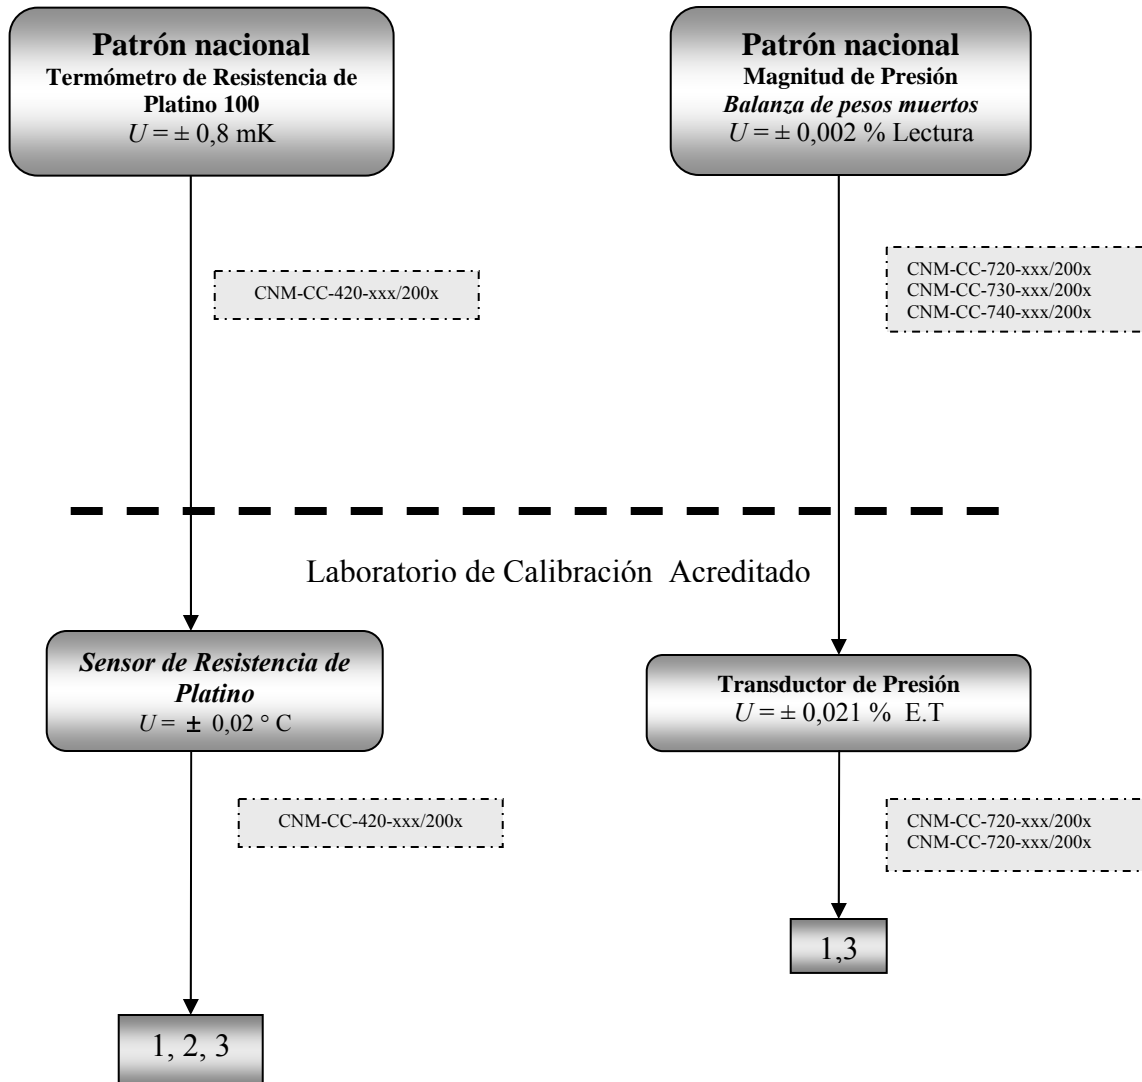 Patrón nacional
Termómetro de Resistencia de
Platino 100
U = ± 0,8 mK
Patrón nacional
Magnitud de Presión
Balanza de pesos muertos
U = ± 0,002 % Lectura
CNM-CC-420-xxx/200x
CNM-CC-720-xxx/200x
CNM-CC-730-xxx/200x
CNM-CC-740-xxx/200x
Laboratorio de Calibración Acreditado
Sensor de Resistencia de
Platino
U = ± 0,02 ° C
Transductor de Presión
U = ± 0,021 % E.T
CNM-CC-420-xxx/200x
CNM-CC-720-xxx/200x
CNM-CC-720-xxx/200x
1,3
1, 2, 3